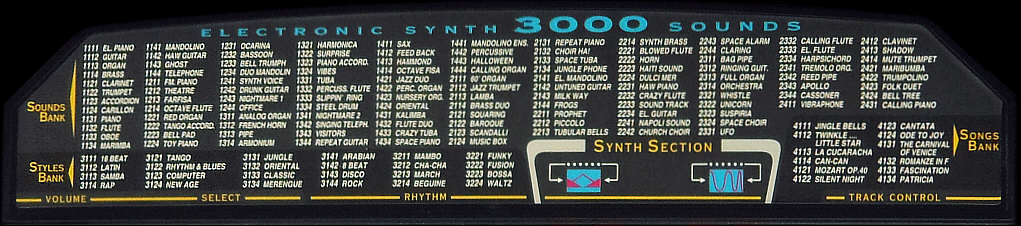 ELECTRONIC SYNTH 3000 SOUNDS
SOUNDS
BANK
1111 EL. PIANO
1112 GUITAR
1113 ORGAN
1114 BRASS
1121 CLARINET
1122 TRUMPET
1123 ACCORDION
1124 CARILLON
1131 PIANO
1132 FLUTE
1133 OBOE
1134 MARIMBA
1141 MANDOLINO
1142 HAW GUITAR
1143 GHOST
1144 TELEPHONE
1211 FM. PIANO
1212 THEATRE
1213 FARFISA
1214 OCTAVE FLUTE
1221 RED ORGAN
1222 TANGO ACCORD.
1223 BELL PAD
1224 TOY PIANO
1231 OCARINA
1232 BASSOON
1233 BELL TRUMPH
1234 DUO MANDOLIN
1241 SYNTH VOICE
1242 DRUNK GUITAR
1243 NIGHTMARE 1
1244 OFFICE
1311 ANALOG ORGAN
1312 FRENCH HORN
1313 PIPE
1314 ARMONIUM
1321 HARMONICA
1322 SURFIN'
1323 PIANO ACCORD.
1324 VIBES
1331 TUBA
1332 PERCUSS. FLUTE
1333 SLIPPIN' RING
1334 STEEL DRUM
1341 NIGHTMARE 2
1342 SINGING TELEPH.
1343 VISITORS
1344 REPEAT GUITAR
1411 SAX
1412 FEED BACK
1413 HAMMOND
1414 OCTAVE FISA
1421 JAZZ DUO
1422 PERC. ORGAN
1423 NURSERY ORG.
1424 ORIENTAL
1431 KALIMBA
1432 FLUTE DUO
1433 CRAZY TUBA
1434 SPACE PIANO
1441 MANDOLINO ENS.
1442 PERCUSSIVE
1443 HALLOWEEN
1444 CALLING ORGAN
2111 60 ORGAN
2112 JAZZ TRUMPET
2113 LAMBA
2114 BRASS DUO
2121 SQUARING
2122 BAROQUE
2123 SCANDALLI
2124 MUSIC BOX
2131 REPEAT PIANO
2132 CHOIR HAI
2133 SPACE TUBA
2134 JUNGLE PHONE
2141 EL. MANDOLINO
2142 UNTUNED GUITAR
2143 MILK WAY
2144 FROGS
2211 PROPHET
2212 PICCOLO
2213 TUBULAR BELLS
2214 SYNTH BRASS
2221 BLOWED FLUTE
2222 HORN
2223 HAITI SOUND
2224 DULCI MER
2231 HAW PIANO
2232 CRAZY FLUTE
2233 SOUND TRACK
2234 EL. GUITAR
2241 NAPOLI SOUND
2242 CHURCH CHOIR
2243 SPACE ALARM
2244 CLARING
2311 BAG PIPE
2312 RINGING GUIT.
2313 FULL ORGAN
2314 ORCHESTRA
2321 WHISTLE
2322 UNICORN
2323 SUSPIRIA
2324 SPACE CHOIR
2331 UFO
2332 CALLING FLUTE
2333 EL. FLUTE
2334 HARPSICHORD
2341 TREMOLO ORG.
2342 REED PIPE
2343 APOLLO
2344 CASSONER
2411 VIBRAPHONE
2412 CLAVINET
2413 SHADOW
2414 MUTE TRUMPET
2421 MARIBUMBA
2422 TRUMPOLINO
2423 FOLK DUET
2424 BELL TREE
2431 CALLING PIANO
STYLES
BANK
3111 16 BEAT
3112 LATIN
3113 SAMBA
3114 RAP
3121 TANGO
3122 RHYTHM & BLUES
3123 COMPUTER
3124 NEW AGE
3131 JUNGLE
3132 ORIENTAL
3133 CLASSIC
3134 MERENGUE
3141 ARABIAN
3142 8 BEAT
3143 DISCO
3144 ROCK
3211 MAMBO
3212 CHA-CHA
3213 MARCH
3214 BEGUINE
3221 FUNKY
3222 FUSION
3223 BOSSA
3224 WALTZ
SYNTH SECTION
4111 JINGLE BELLS
4112 TWINKLE ...
LITTLE STAR
4113 LA CUCARACHA
4114 CAN-CAN
4121 MOZART OP.40
4122 SILENT NIGHT
4123 CANTATA
4124 ODE TO JOY
4131 THE CARNIVAL
OF VENICE
4132 ROMANZE IN F
4133 FASCINATION
4134 PATRICIA
SONGS
BANK
VOLUME
SELECT
RHYTHM
TRACK CONTROL